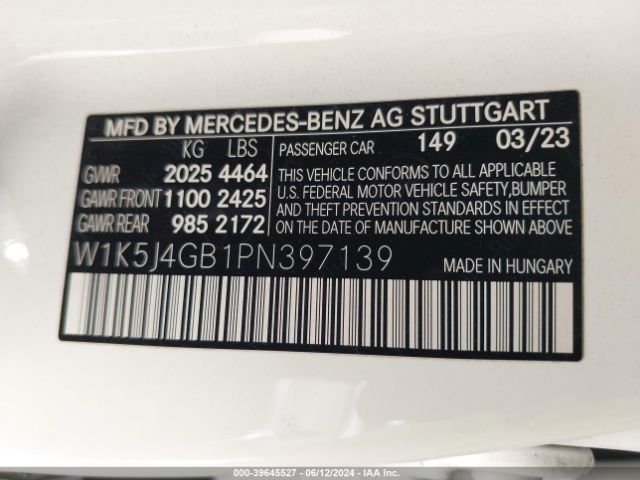 MFD BY MERCEDES-BENZ AG STUTTGART
KG LBS
GVWR 2025 4464
GAWR FRONT 1100 2425
GAWR REAR 985 2172
PASSENGER CAR 149 03/23
THIS VEHICLE CONFORMS TO ALL APPLICABLE
U.S. FEDERAL MOTOR VEHICLE SAFETY, BUMPER
AND THEFT PREVENTION STANDARDS IN EFFECT
ON THE DATE OF MANUFACTURE SHOWN ABOVE
W1K5J4GB1PN397139 MADE IN HUNGARY
000-39645527 - 06/12/2024 - IAA Inc.